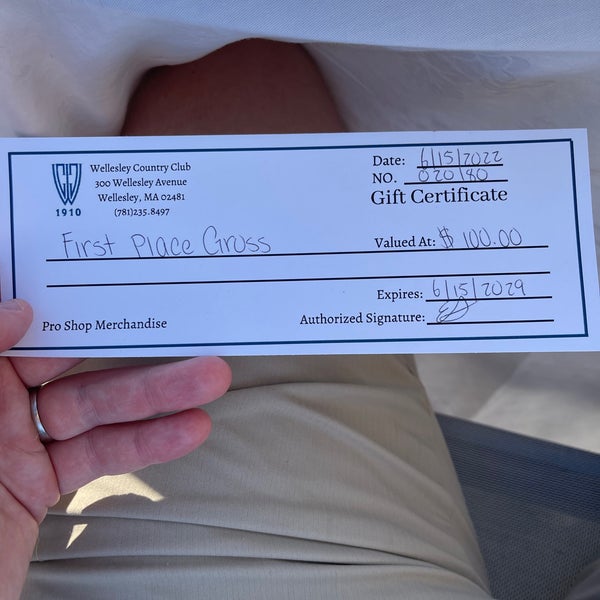 Wellesley Country Club
300 Wellesley Avenue
Wellesley, MA 02481
(781)235.8497
1910
Date: 6/15/2022
NO. 020180
Gift Certificate
First Place Gross
Valued At: $ 100.00
Expires: 6/15/2029
Pro Shop Merchandise
Authorized Signature: